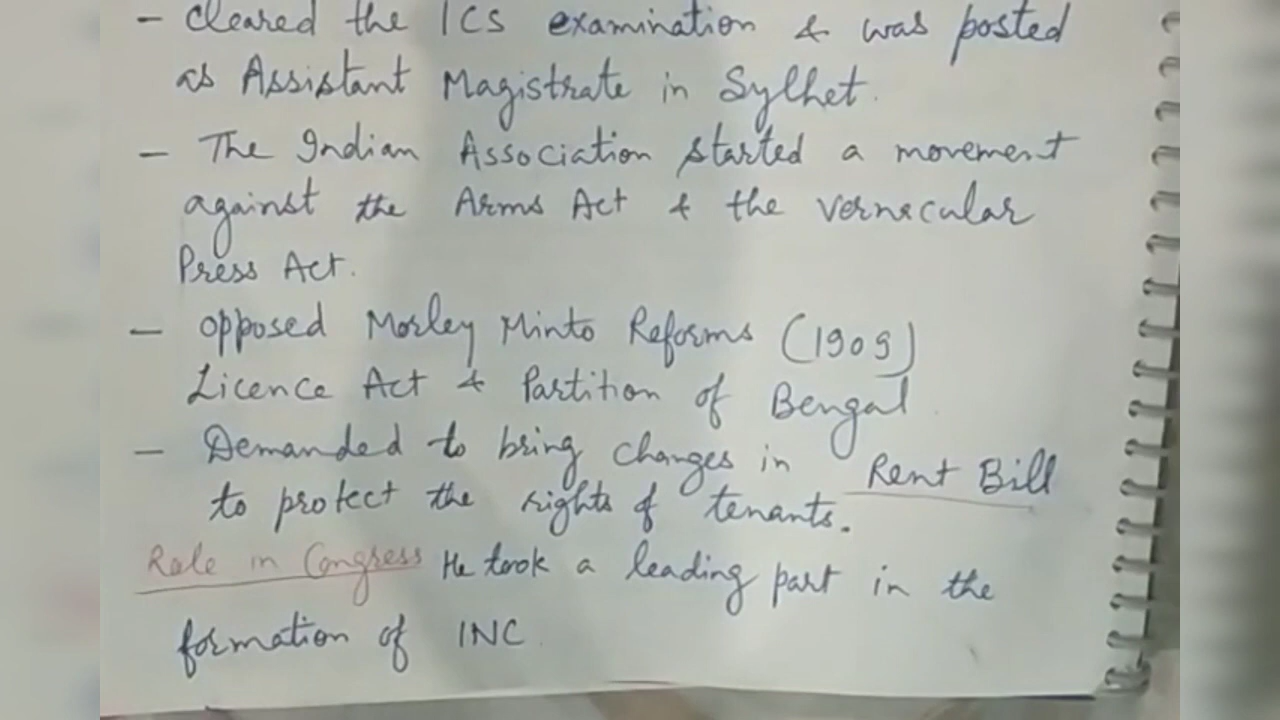 - cleared the ICS examination & was posted
as Assistant Magistrate in Sylhet.
- The Indian Association started a movement
against the Arms Act & the vernacular
Press Act.
- opposed Morley Minto Reforms (1909)
Licence Act & Partition of Bengal.
- Demanded to bring changes in Rent Bill
to protect the rights of tenants.
Role in Congress He took a leading part in the
formation of INC